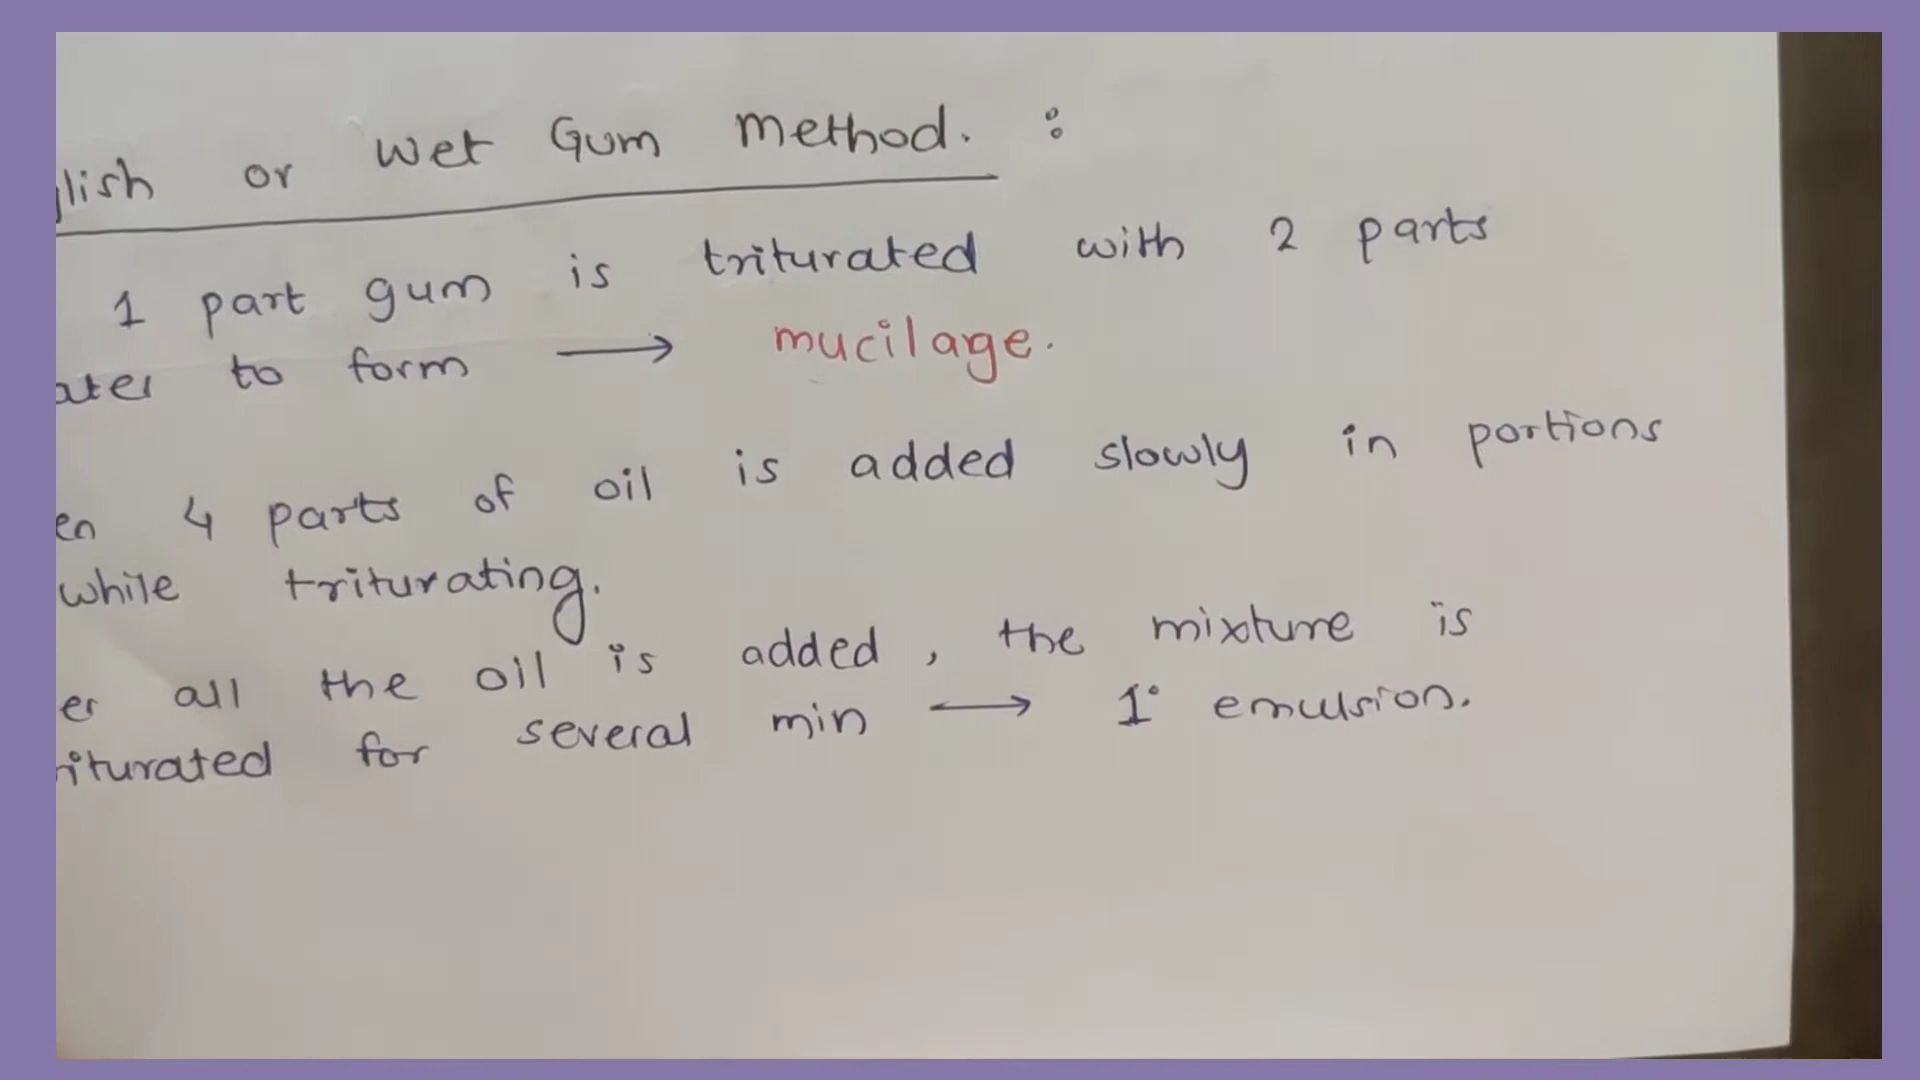 glish or Wet Gum Method. :
1 part gum is triturated with 2 parts
ater to form → mucilage.
en 4 parts of oil is added slowly in portions
while triturating.
er all the oil is added, the mixture is
riturated for several min → 1° emulsion.